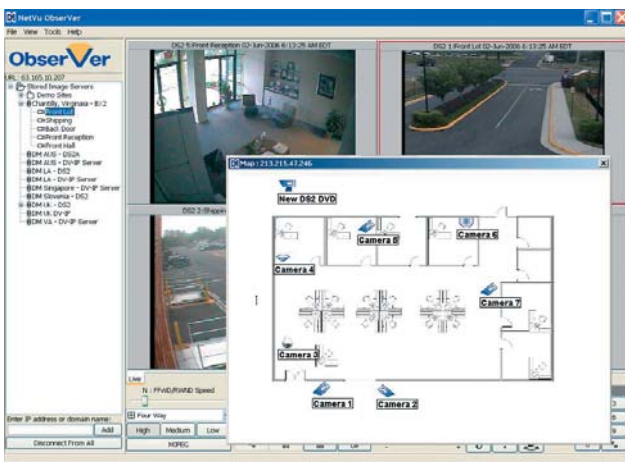 NetVu ObserVer
File View Tools Help
ObserVer
URL: 63.165.10.207
Stored Image Servers
Demo Sites
Chantilly, Virginaia - BX2
Front Lot
Shipping
Back Door
Front Reception
Front Hall
DM AUS - DS2A
DM AUS - DV-IP Server
DM LA - DS2
DM LA - DV-IP Server
DM Singapore - DV-IP Server
DM Slovenia - DS2
DM UK - DS2
DM UK DV-IP
DM VA - DV-IP Server
Enter IP address or domain name:
Add
Disconnect From All
DS2 5:Front Reception 02-Jun-2006 6:13:25 AM EDT
DS2 1:Front Lot 02-Jun-2006 6:13:25 AM EDT
DS2 2:Shippin
Map : 213.215.47.246
New DS2 DVD
Camera 6
Camera 4
Camera 7
Camera 3
Camera 1
Camera 2
Live
N : FFWD/RWND Speed
Four Way
High Medium Low
MJPEG